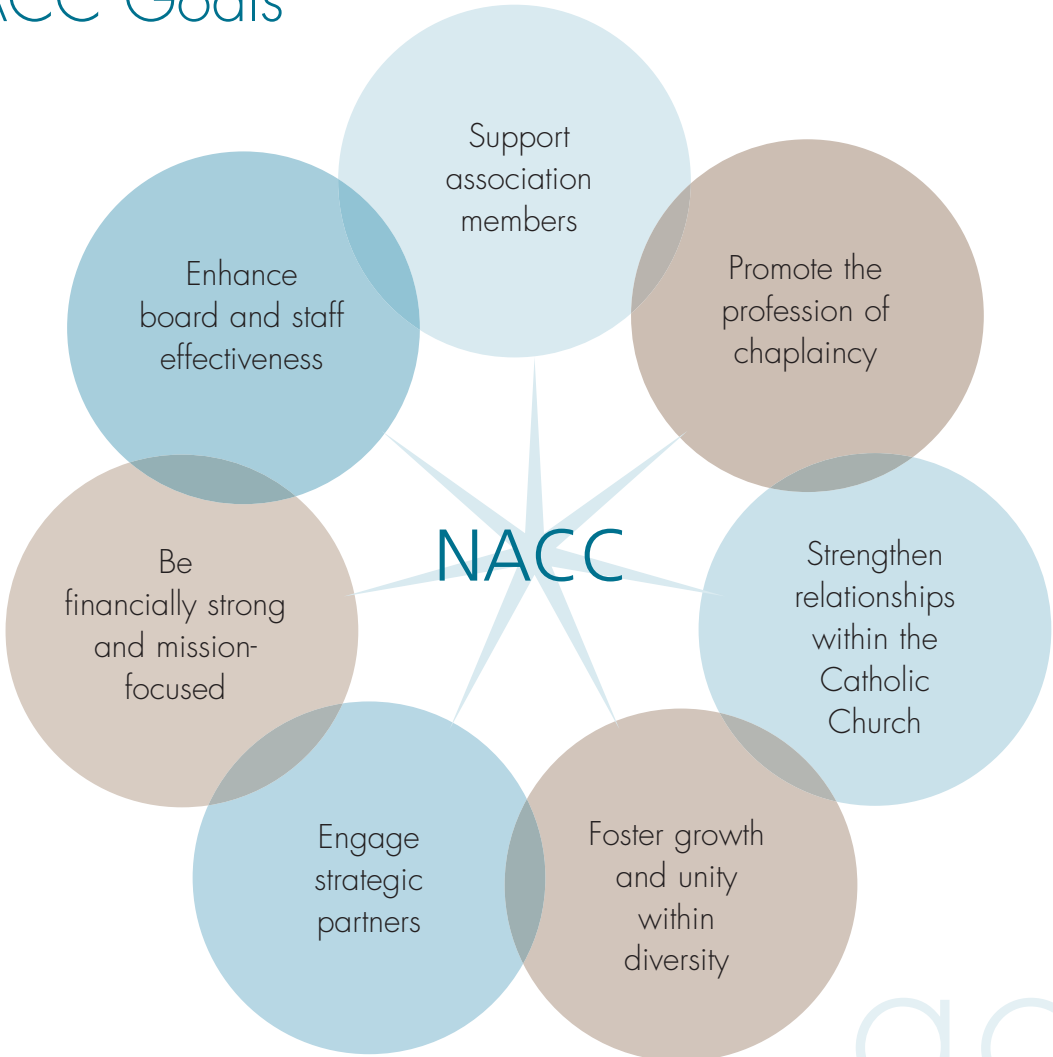 ACC Goals
Support
association
members
Promote the
profession of
chaplaincy
Strengthen
relationships
within the
Catholic
Church
Foster growth
and unity
within
diversity
Engage
strategic
partners
Be
financially strong
and mission-
focused
Enhance
board and staff
effectiveness
NACC